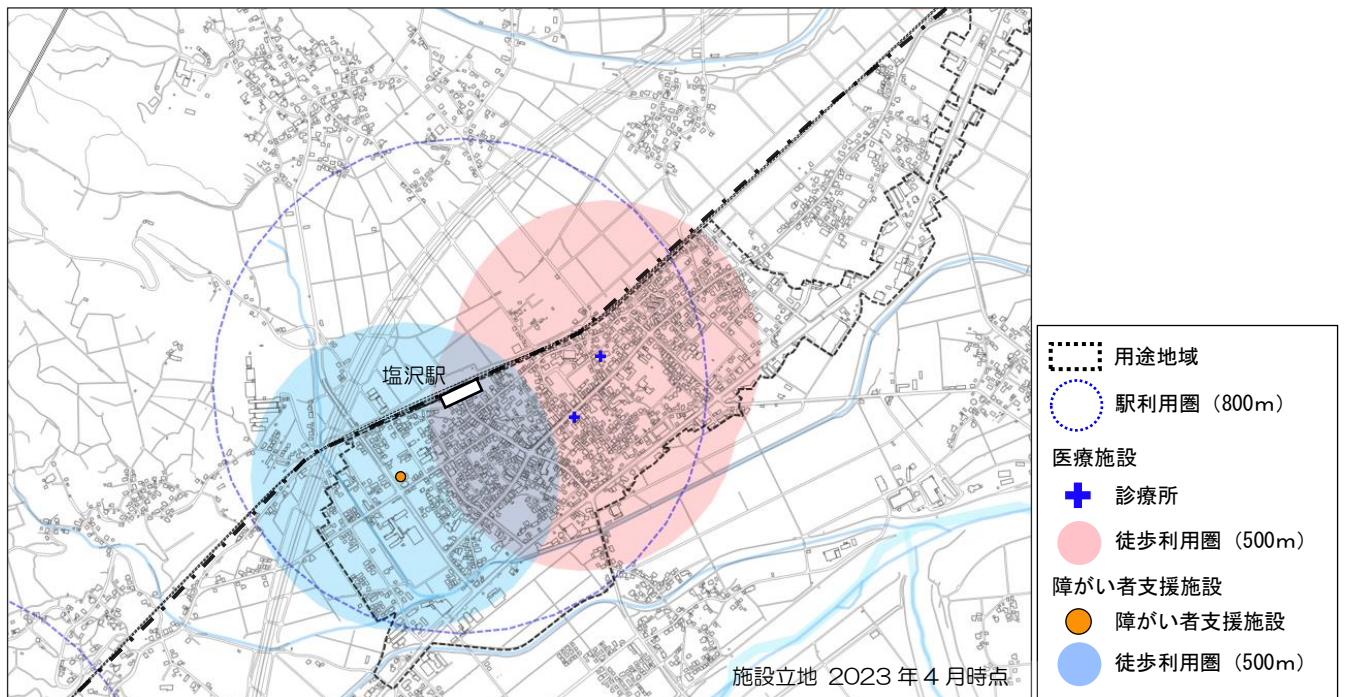 塩沢駅
施設立地 2023年4月時点
用途地域
駅利用圏（800m）
医療施設
診療所
徒歩利用圏（500m）
障がい者支援施設
障がい者支援施設
徒歩利用圏（500m）